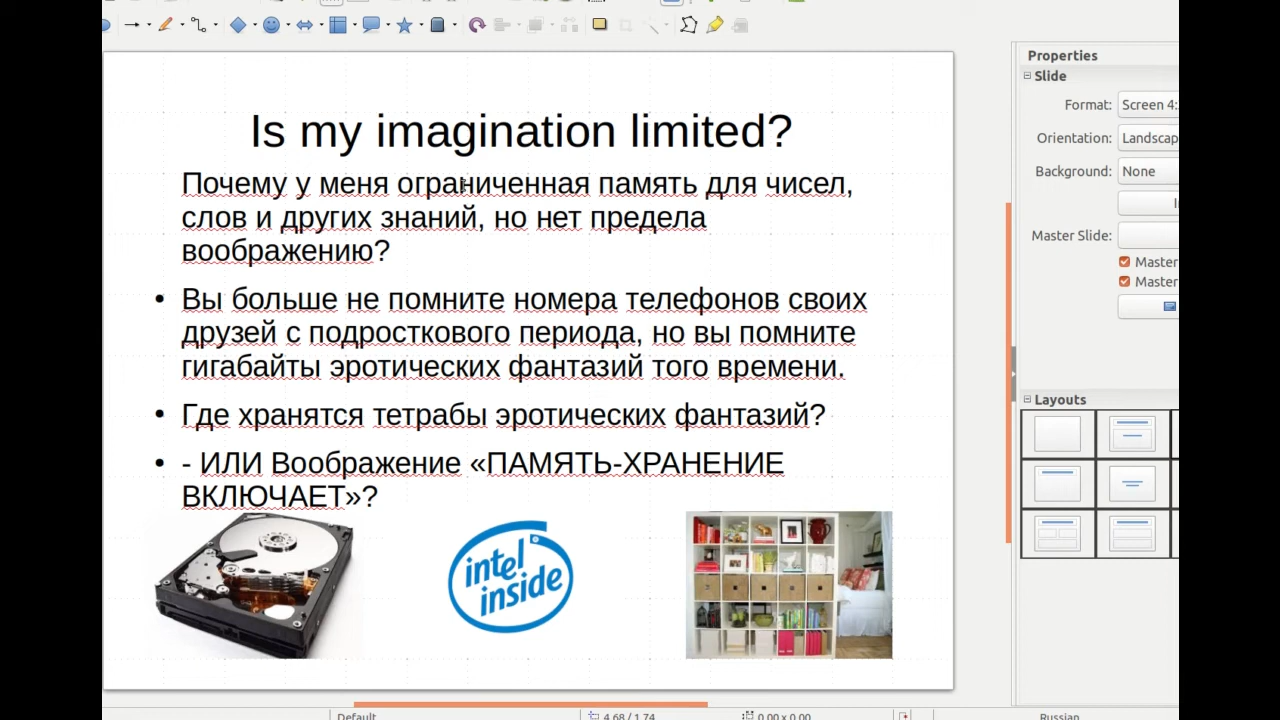 Properties
Slide
Format: Screen 4:
Orientation: Landscap
Background: None
Master Slide:
Master
Master
Layouts
Is my imagination limited?
Почему у меня ограниченная память для чисел,
слов и других знаний, но нет предела
воображению?
• Вы больше не помните номера телефонов своих
друзей с подросткового периода, но вы помните
гигабайты эротических фантазий того времени.
• Где хранятся тетрабы эротических фантазий?
• - ИЛИ Воображение «ПАМЯТЬ-ХРАНЕНИЕ
ВКЛЮЧАЕТ»?
intel
inside
Default
4.68 / 1.74
0.00 x 0.00
Russian